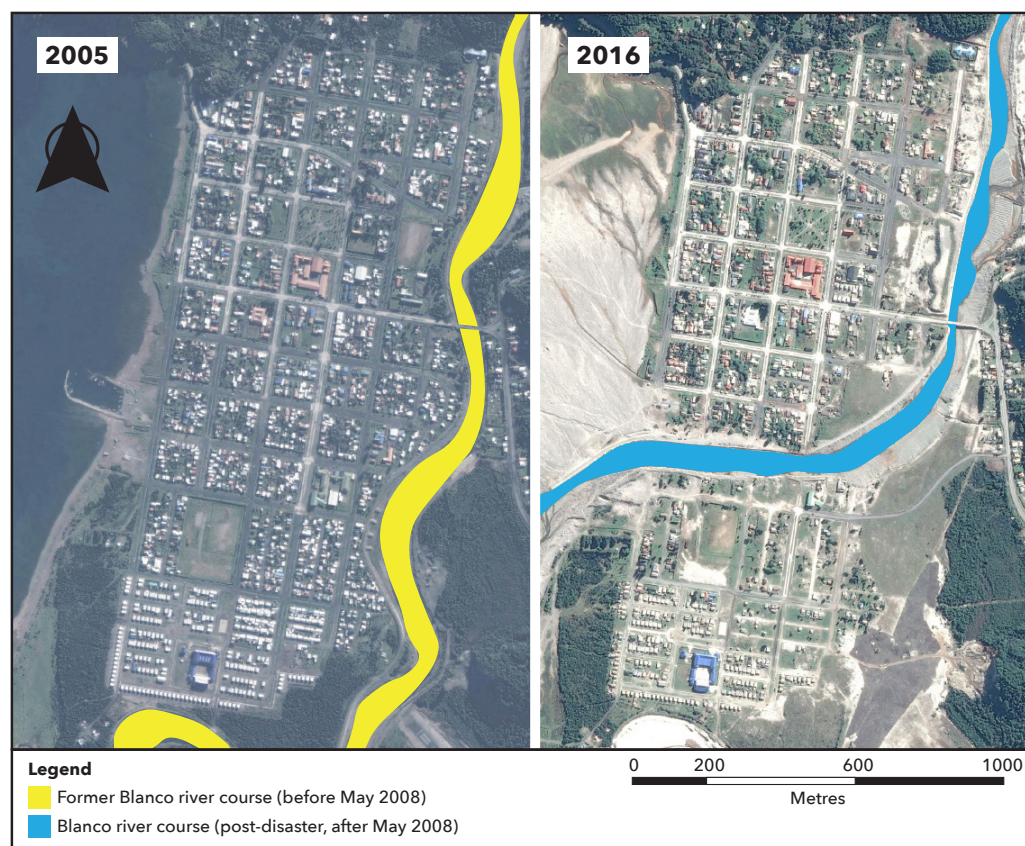 2005
2016
Legend
Former Blanco river course (before May 2008)
Blanco river course (post-disaster, after May 2008)
0 200 600 1000
Metres